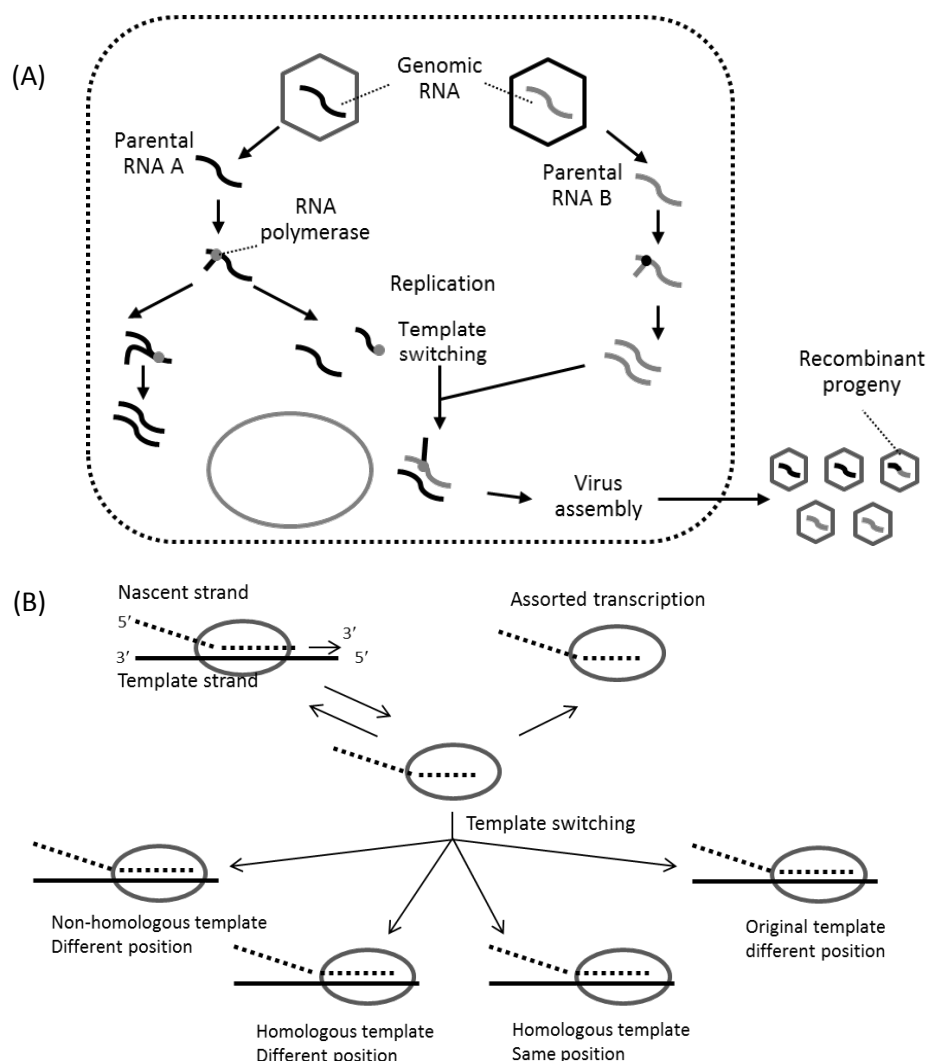 (A)
Genomic
RNA
Parental
RNA A
Parental
RNA B
RNA
polymerase
Replication
Template
switching
Recombinant
progeny
Virus
assembly
(B)
Nascent strand
5′
3′
3′
5′
Template strand
Assorted transcription
Template switching
Non-homologous template
Different position
Original template
different position
Homologous template
Different position
Homologous template
Same position